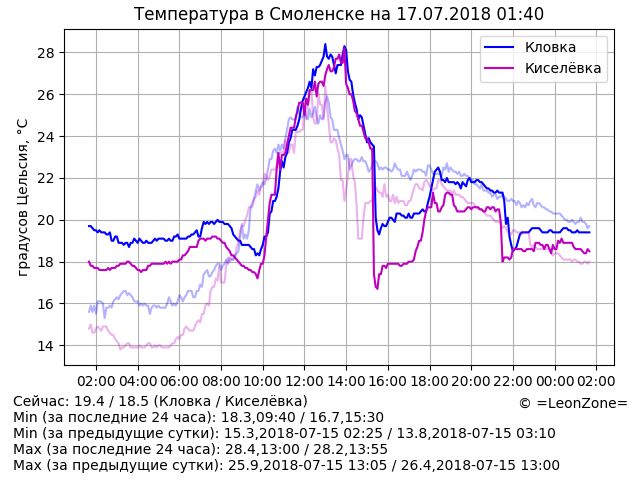 Температура в Смоленске на 17.07.2018 01:40
Кловка
Киселёвка
градусов Цельсия, °C
28
26
24
22
20
18
16
14
02:00 04:00 06:00 08:00 10:00 12:00 14:00 16:00 18:00 20:00 22:00 00:00 02:00
Сейчас: 19.4 / 18.5 (Кловка / Киселёвка)
© =LeonZone=
Min (за последние 24 часа): 18.3,09:40 / 16.7,15:30
Min (за предыдущие сутки): 15.3,2018-07-15 02:25 / 13.8,2018-07-15 03:10
Max (за последние 24 часа): 28.4,13:00 / 28.2,13:55
Max (за предыдущие сутки): 25.9,2018-07-15 13:05 / 26.4,2018-07-15 13:00